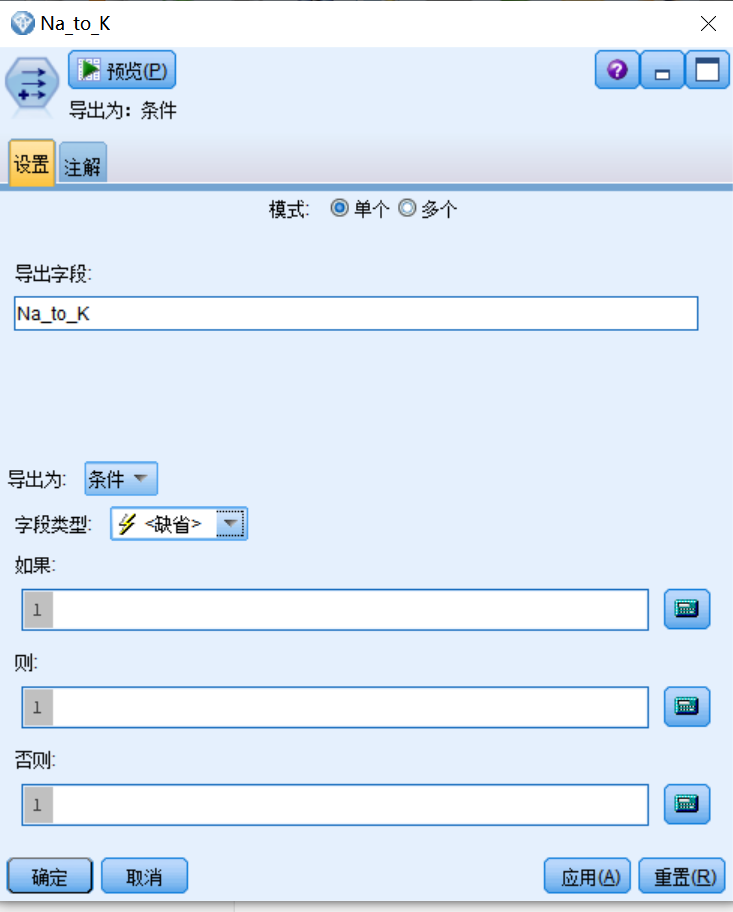 Na_to_K
预览(P)
导出为：条件
设置 注解
模式: 单个 多个
导出字段:
Na_to_K
导出为: 条件
字段类型: <缺省>
如果:
1
则:
1
否则:
1
确定 取消 应用(A) 重置(R)